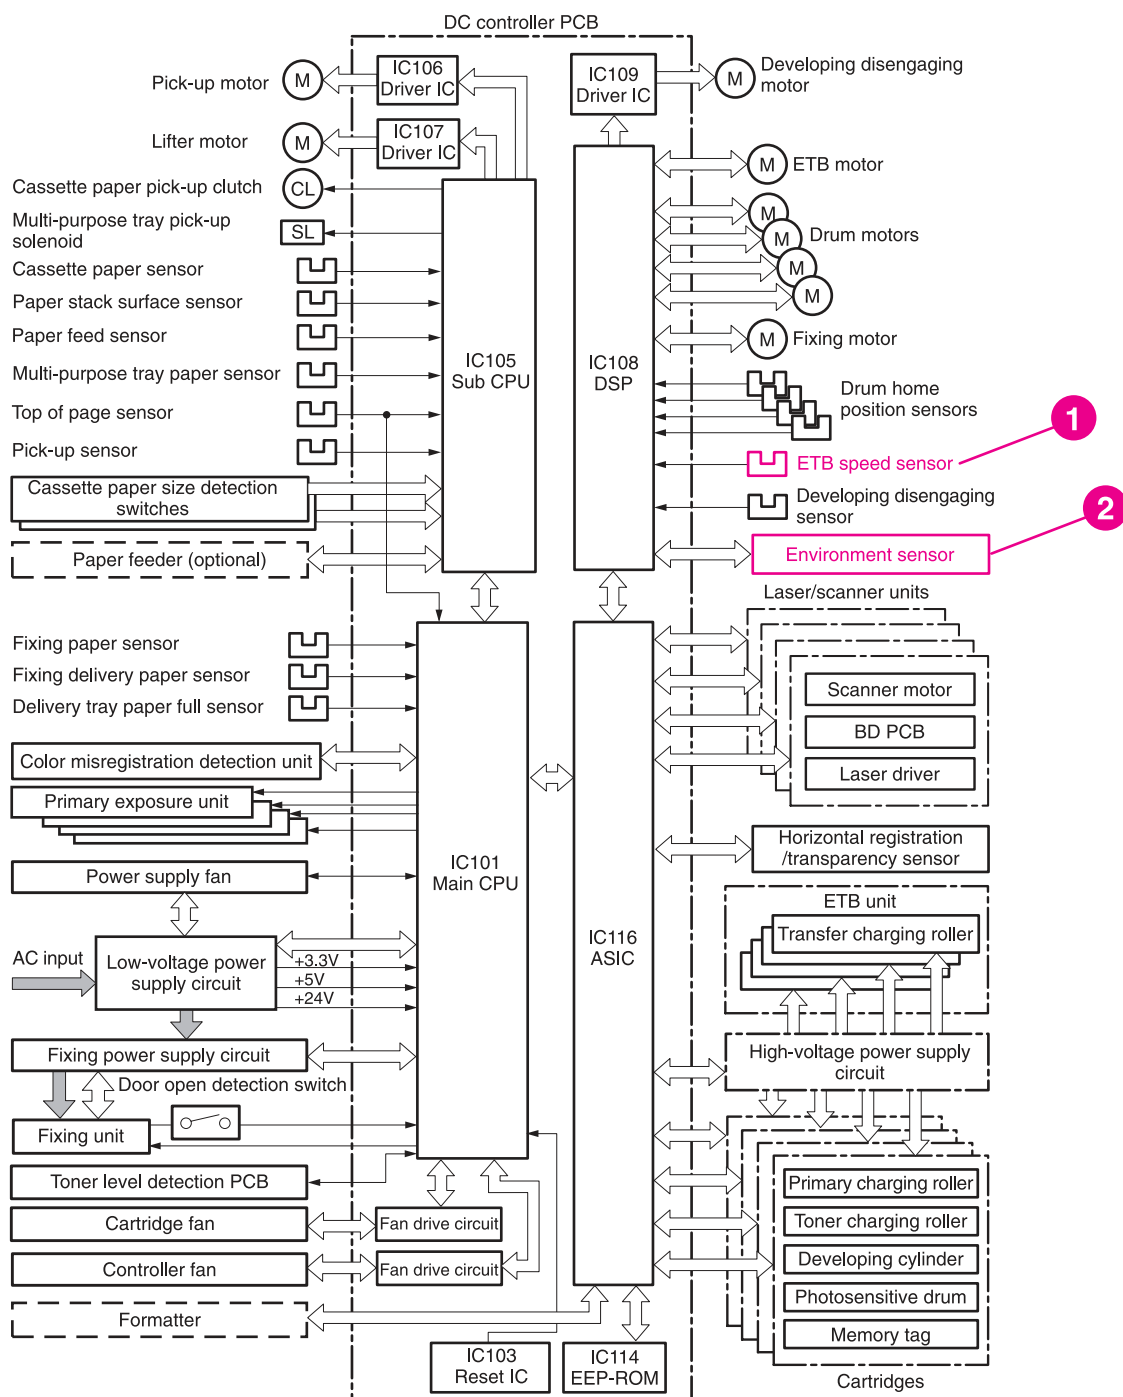 DC controller PCB
Pick-up motor
M
IC106
Driver IC
IC109
Driver IC
M
Developing disengaging
motor
Lifter motor
M
IC107
Driver IC
M
ETB motor
Cassette paper pick-up clutch
CL
Multi-purpose tray pick-up
solenoid
SL
M
M
M
M
Drum motors
Cassette paper sensor
Paper stack surface sensor
Paper feed sensor
M
Fixing motor
IC105
Sub CPU
IC108
DSP
Multi-purpose tray paper sensor
Top of page sensor
Drum home
position sensors
1
Pick-up sensor
ETB speed sensor
Cassette paper size detection
switches
Developing disengaging
sensor
2
Paper feeder (optional)
Environment sensor
Laser/scanner units
Fixing paper sensor
Fixing delivery paper sensor
Delivery tray paper full sensor
Scanner motor
BD PCB
Laser driver
Color misregistration detection unit
Primary exposure unit
Horizontal registration
/transparency sensor
Power supply fan
IC101
Main CPU
ETB unit
Transfer charging roller
IC116
ASIC
AC input
Low-voltage power
supply circuit
+3.3V
+5V
+24V
Fixing power supply circuit
High-voltage power supply
circuit
Door open detection switch
Fixing unit
Toner level detection PCB
Primary charging roller
Cartridge fan
Fan drive circuit
Toner charging roller
Controller fan
Fan drive circuit
Developing cylinder
Formatter
Photosensitive drum
Memory tag
IC103
Reset IC
IC114
EEP-ROM
Cartridges